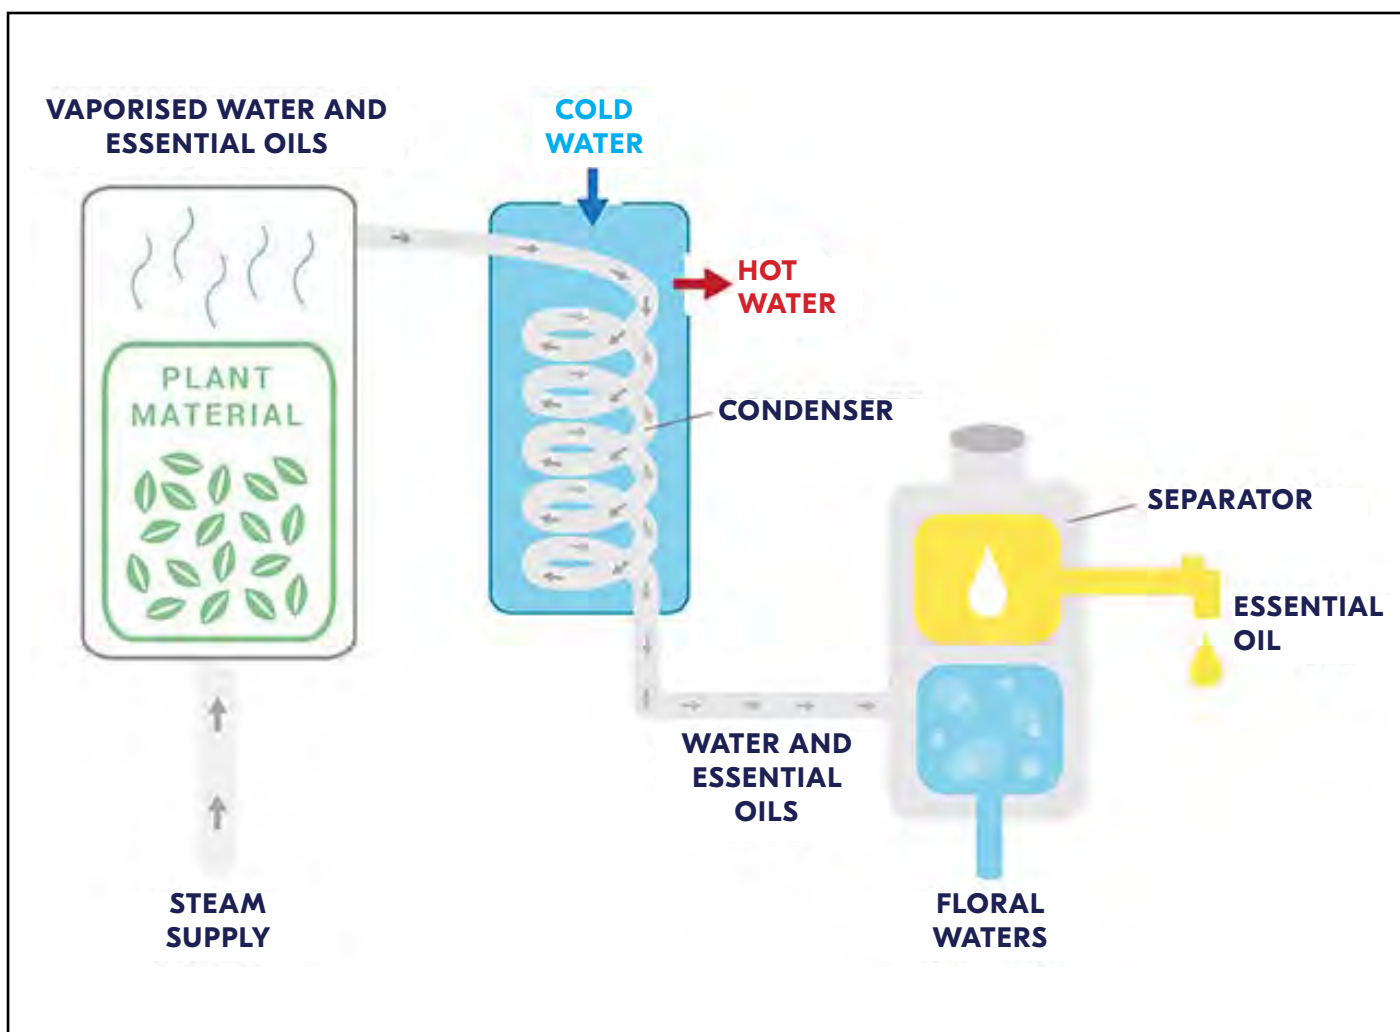 VAPORISED WATER AND
ESSENTIAL OILS
COLD
WATER
HOT
WATER
PLANT
MATERIAL
CONDENSER
SEPARATOR
ESSENTIAL
OIL
WATER AND
ESSENTIAL
OILS
STEAM
SUPPLY
FLORAL
WATERS